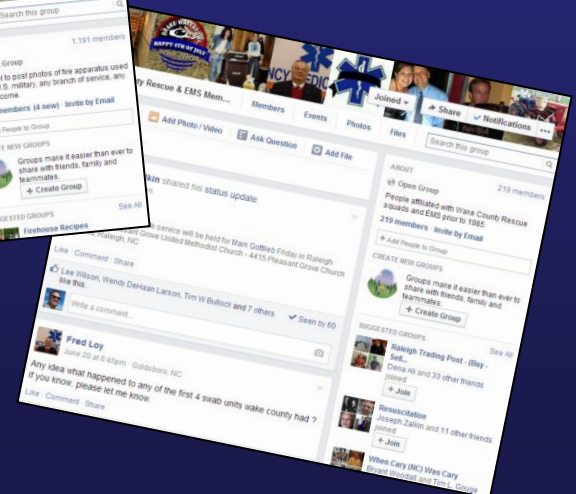 Search this group
1,191 members
Group
to post photos of fire apparatus used
U.S. military, any branch of service, any
come.
members (4 new) · Invite by Email
People to Group
NEW GROUPS
Groups make it easier than ever to
share with friends, family and
teammates.
+ Create Group
SUGGESTED GROUPS
See All
Firehouse Recipes
HAPPY 4TH OF JULY
Rescue & EMS Mem...
Members
Events
Photos
Files
Joined
Share
Notifications
Search this group
Add Photo / Video
Ask Question
Add File
shared his status update
service will be held for Mark Gottlieb Friday in Raleigh
Grove United Methodist Church - 4415 Pleasant Grove Church
Raleigh, NC
Like · Comment · Share
Lee Wilson, Wendy DeHaan Larson, Tim W Bullock and 7 others
like this.
Seen by 60
Write a comment...
Fred Loy
June 20 at 8:45pm · Goldsboro, NC
Any idea what happened to any of the first 4 swab units wake county had ?
If you know, please let me know.
Like · Comment · Share
ABOUT
219 members
Open Group
People affiliated with Wake County Rescue
squads and EMS prior to 1985
219 members · Invite by Email
+ Add People to Group
CREATE NEW GROUPS
Groups make it easier than ever to
share with friends, family and
teammates.
+ Create Group
SUGGESTED GROUPS
See All
Raleigh Trading Post - (Buy -
Sell...
Dena Ali and 33 other friends
joined
+ Join
Resuscitation
Joseph Zalkin and 11 other friends
joined
+ Join
When Cary (NC) Was Cary
Bryant Woodall and Tim L. Gouge